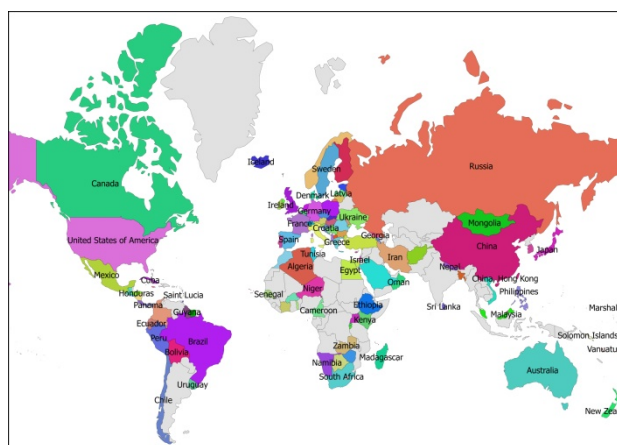 Canada
United States of America
Mexico
Cuba
Honduras
Saint Lucia
Panama
Guyana
Ecuador
Peru
Brazil
Bolivia
Uruguay
Chile
Iceland
Sweden
Denmark
Latvia
Ireland
Germany
Ukraine
France
Croatia
Georgia
Spain
Greece
Tunisia
Algeria
Israel
Egypt
Iran
Oman
Niger
Senegal
Cameroon
Ethiopia
Kenya
Zambia
Namibia
Madagascar
South Africa
Russia
Mongolia
China
Japan
Nepal
China, Hong Kong
Philippines
Sri Lanka
Malaysia
Marshal
Solomon Islands
Vanuatu
Australia
New Zea